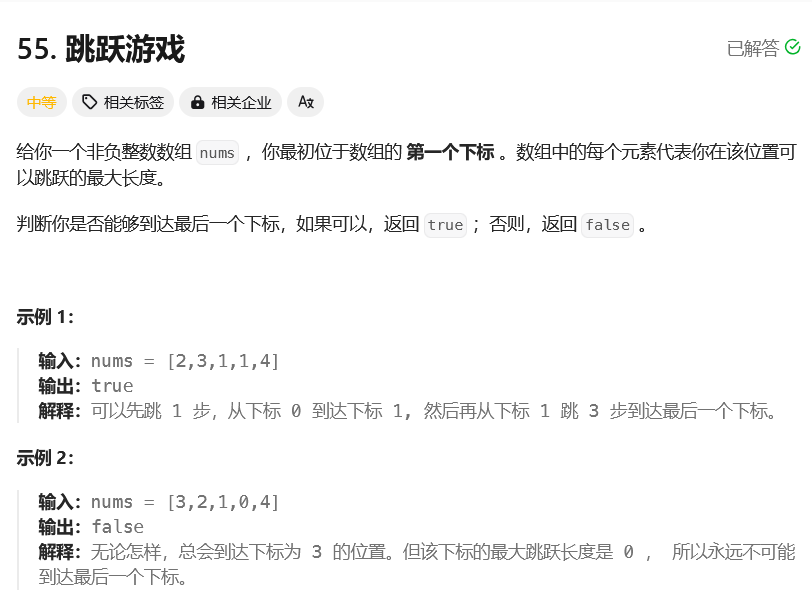 55. 跳跃游戏
已解答
中等
相关标签
相关企业
给你一个非负整数数组 nums ，你最初位于数组的 第一个下标 。数组中的每个元素代表你在该位置可
以跳跃的最大长度。
判断你是否能够到达最后一个下标，如果可以，返回 true ；否则，返回 false 。
示例 1：
输入：nums = [2,3,1,1,4]
输出：true
解释：可以先跳 1 步，从下标 0 到达下标 1, 然后再从下标 1 跳 3 步到达最后一个下标。
示例 2：
输入：nums = [3,2,1,0,4]
输出：false
解释：无论怎样，总会到达下标为 3 的位置。但该下标的最大跳跃长度是 0 ， 所以永远不可能
到达最后一个下标。